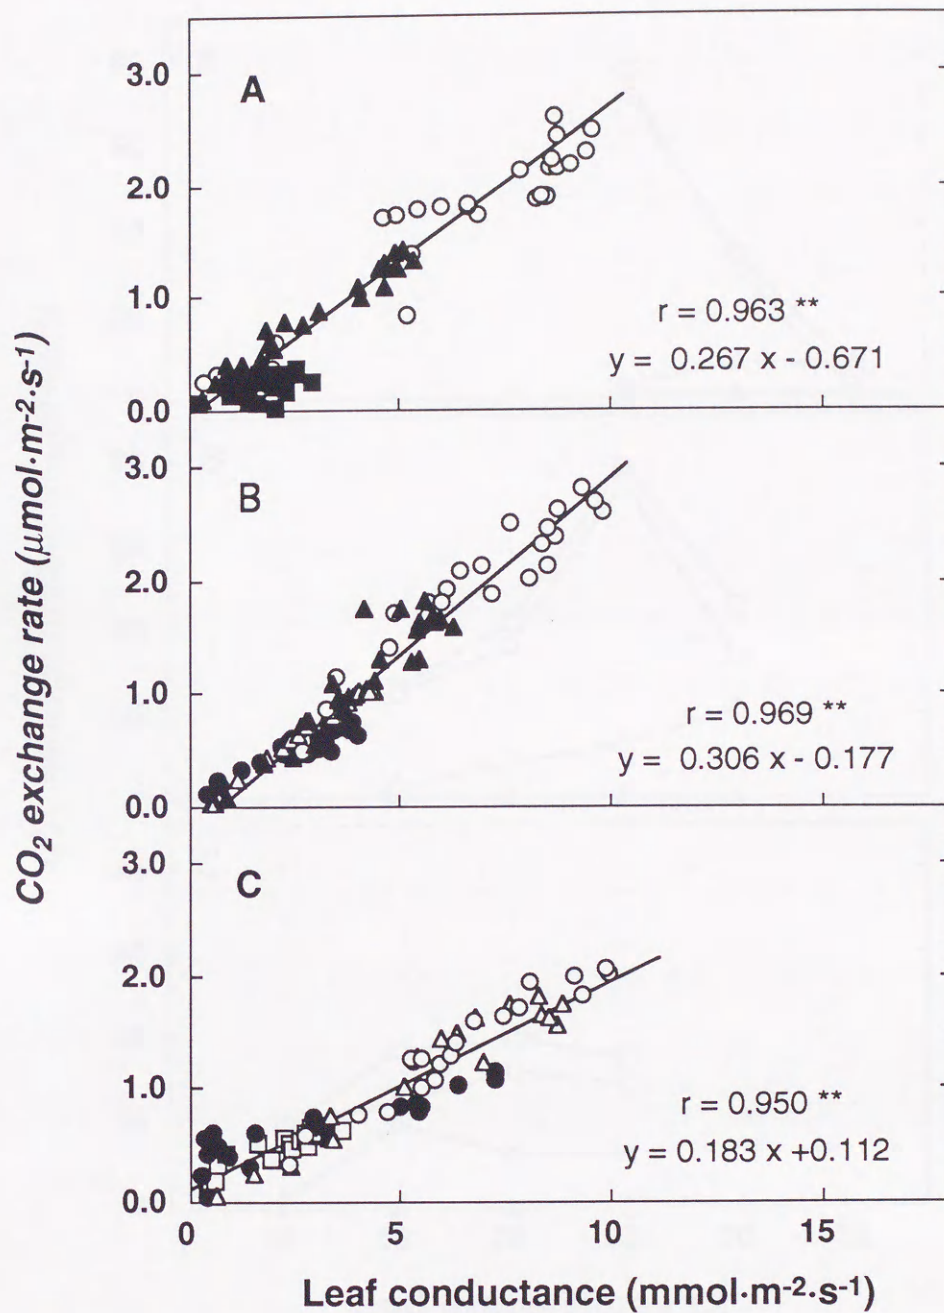 CO2 exchange rate (μmol·m-2·s-1)
3.0
A
2.0
1.0
r = 0.963 **
y = 0.267 x - 0.671
0.0
3.0
B
2.0
1.0
r = 0.969 **
y = 0.306 x - 0.177
0.0
3.0
C
2.0
1.0
r = 0.950 **
y = 0.183 x +0.112
0.0
0 5 10 15
Leaf conductance (mmol·m-2·s-1)